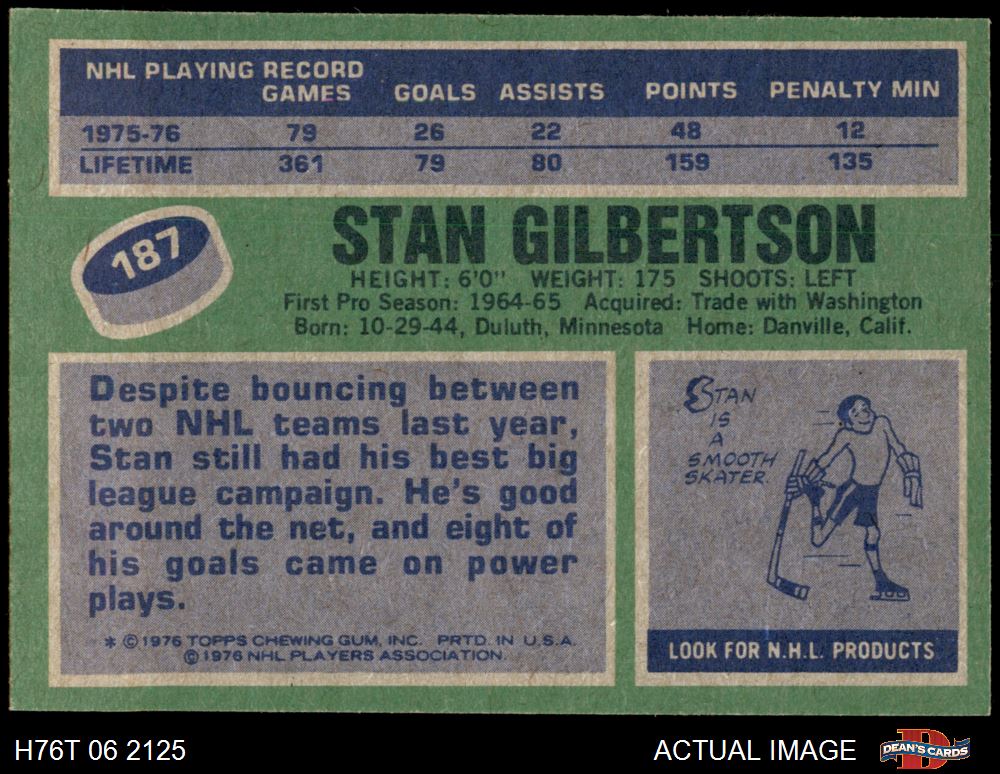 NHL PLAYING RECORD
GAMES GOALS ASSISTS POINTS PENALTY MIN
1975-76 79 26 22 48 12
LIFETIME 361 79 80 159 135
187
STAN GILBERTSON
HEIGHT: 6'0" WEIGHT: 175 SHOOTS: LEFT
First Pro Season: 1964-65 Acquired: Trade with Washington
Born: 10-29-44, Duluth, Minnesota Home: Danville, Calif.
Despite bouncing between
two NHL teams last year,
Stan still had his best big
league campaign. He's good
around the net, and eight of
his goals came on power
plays.
* © 1976 TOPPS CHEWING GUM, INC. PRTD. IN U.S.A.
© 1976 NHL PLAYERS ASSOCIATION.
STAN
IS
A
SMOOTH
SKATER.
LOOK FOR N.H.L. PRODUCTS
H76T 06 2125 ACTUAL IMAGE
DEAN'S CARDS